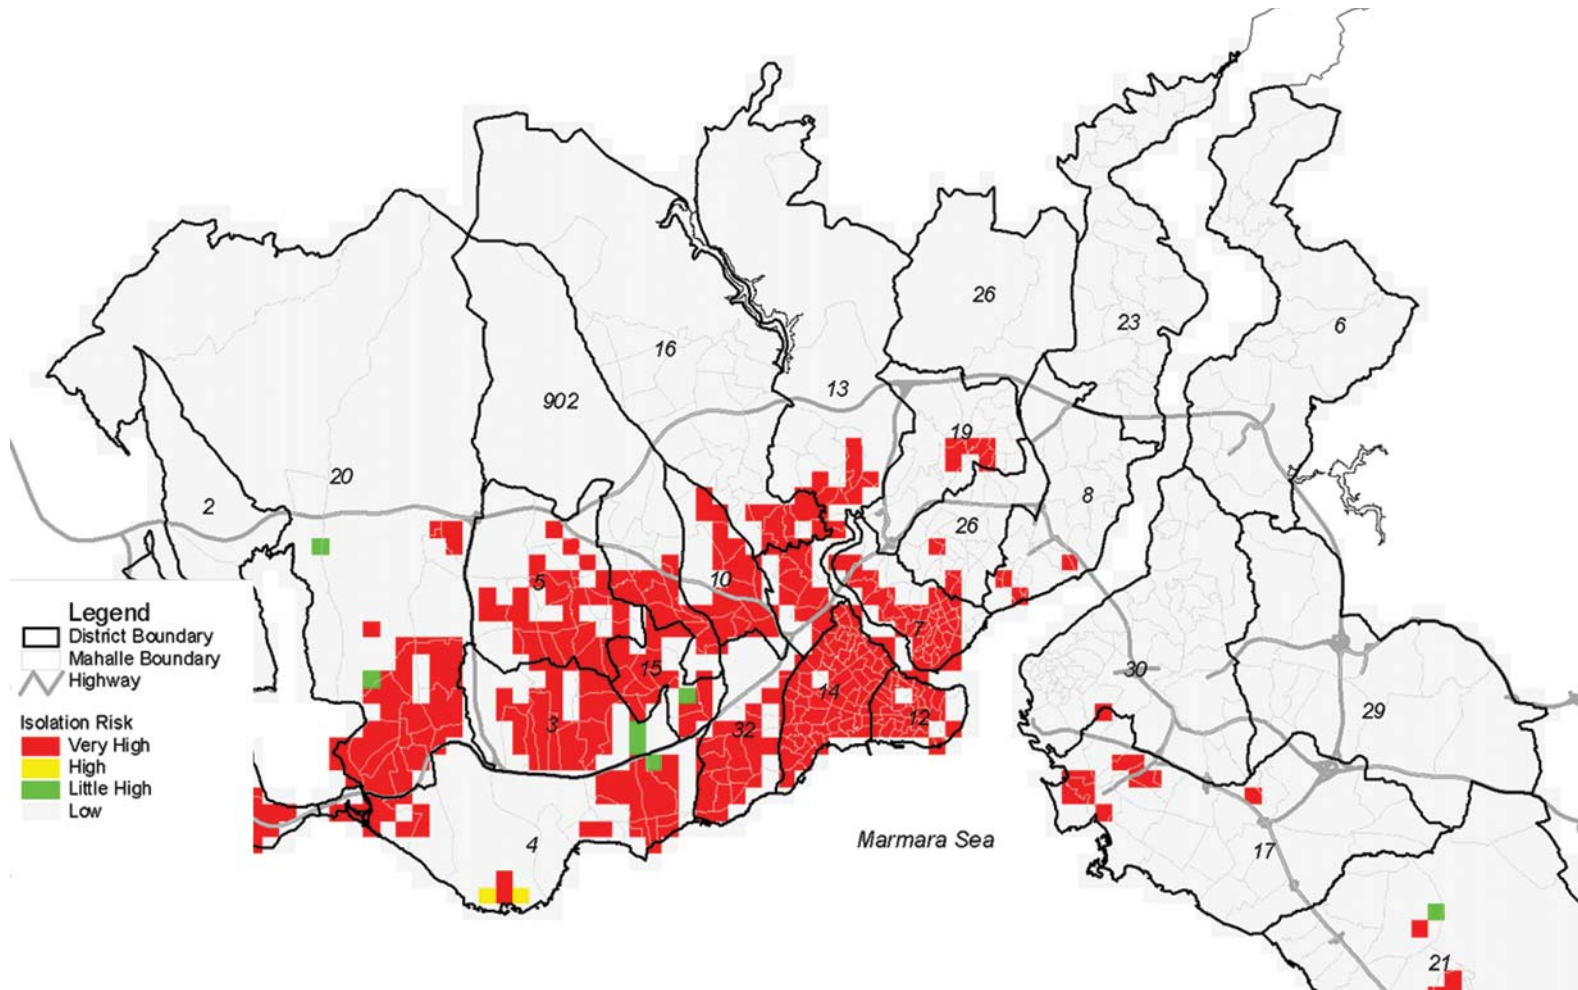 26
23
6
16
13
902
19
20
2
8
26
5
10
7
15
30
14
12
3
32
29
4
Marmara Sea
17
21
Legend
District Boundary
Mahalle Boundary
Highway
Isolation Risk
Very High
High
Little High
Low